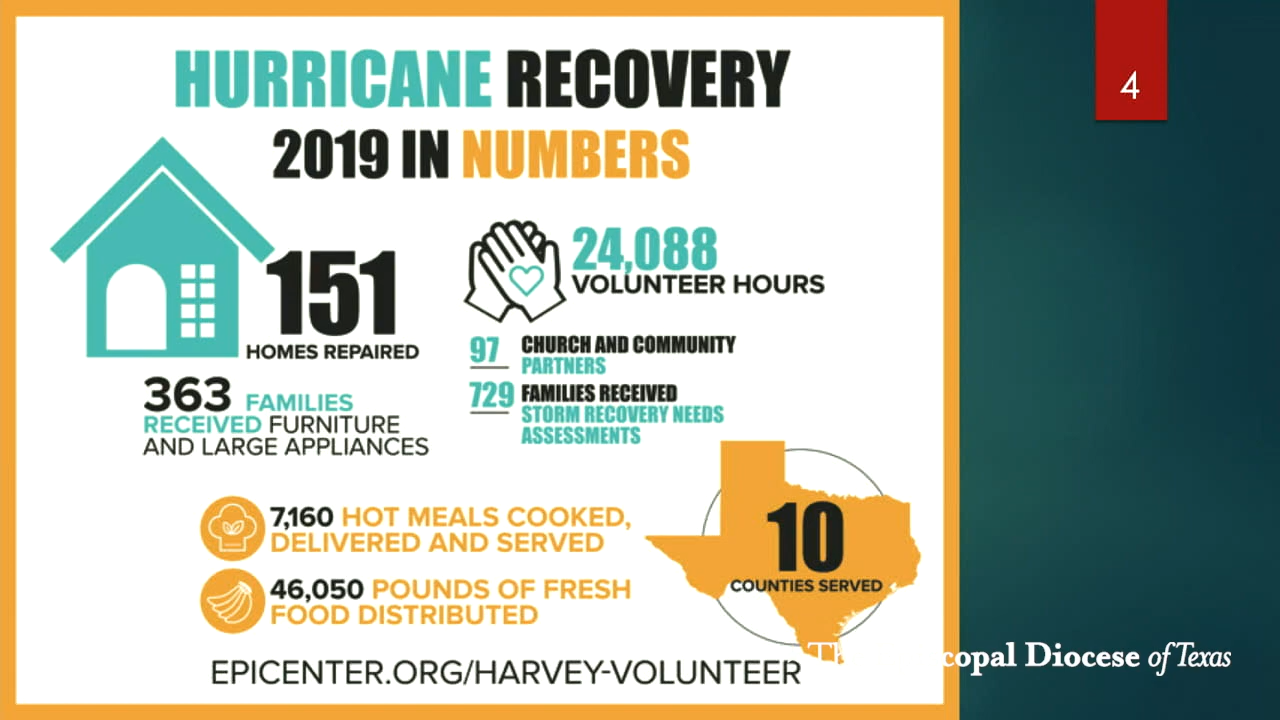 HURRICANE RECOVERY
2019 IN NUMBERS
4
151
HOMES REPAIRED
363 FAMILIES
RECEIVED FURNITURE
AND LARGE APPLIANCES
24,088
VOLUNTEER HOURS
97 CHURCH AND COMMUNITY
PARTNERS
729 FAMILIES RECEIVED
STORM RECOVERY NEEDS
ASSESSMENTS
7,160 HOT MEALS COOKED,
DELIVERED AND SERVED
46,050 POUNDS OF FRESH
FOOD DISTRIBUTED
10
COUNTIES SERVED
EPICENTER.ORG/HARVEY-VOLUNTEER
Diocese of Texas